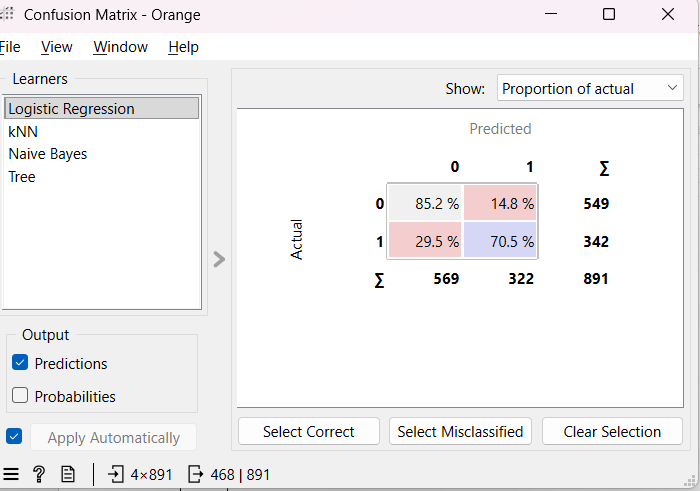 Confusion Matrix - Orange
File View Window Help
Learners
Logistic Regression
kNN
Naive Bayes
Tree
Output
Predictions
Probabilities
Apply Automatically
Show: Proportion of actual
Predicted
0 1 ∑
Actual
0 85.2 % 14.8 % 549
1 29.5 % 70.5 % 342
∑ 569 322 891
Select Correct Select Misclassified Clear Selection
? 4×891 468 | 891